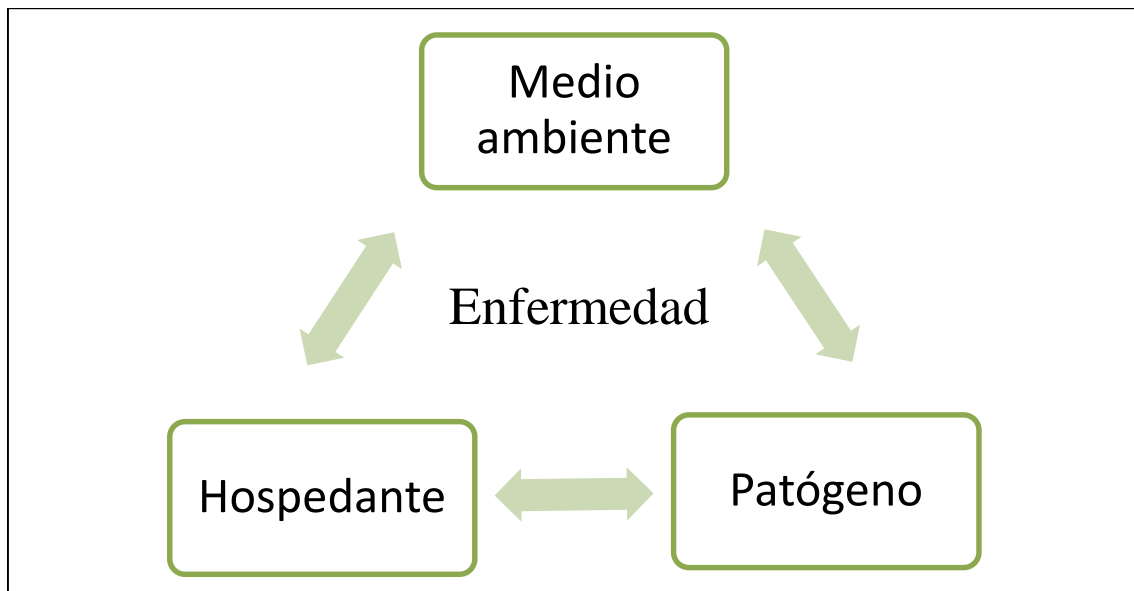 Medio
ambiente
Enfermedad
Hospedante
Patógeno